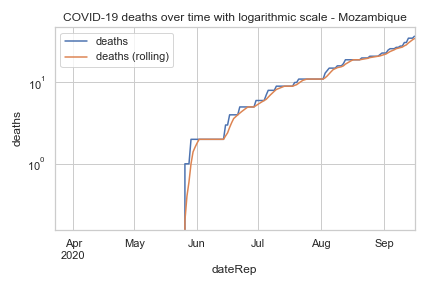 COVID-19 deaths over time with logarithmic scale - Mozambique
deaths
deaths (rolling)
10¹
10⁰
deaths
Apr
2020
May
Jun
Jul
Aug
Sep
dateRep